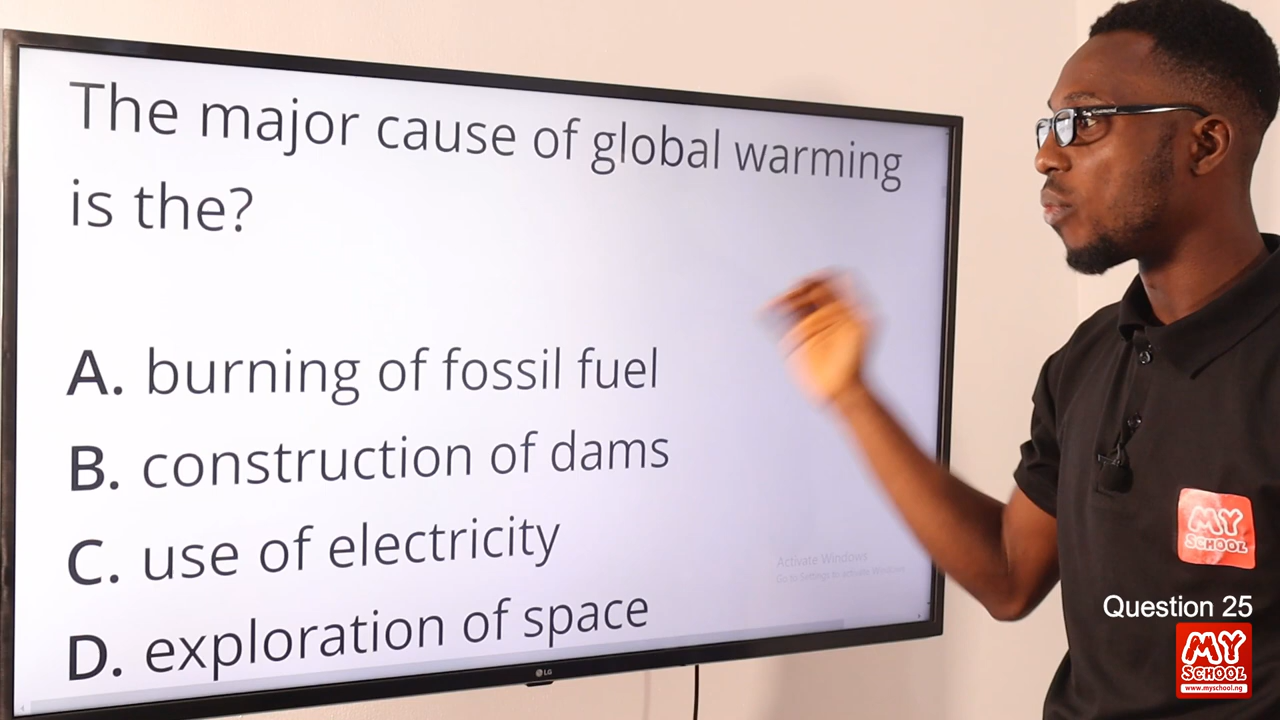 The major cause of global warming
is the?
A. burning of fossil fuel
B. construction of dams
C. use of electricity
D. exploration of space
Activate Windows
Go to Settings to activate Windows.
LG
MY
SCHOOL
Question 25
MY
SCHOOL
www.myschool.ng